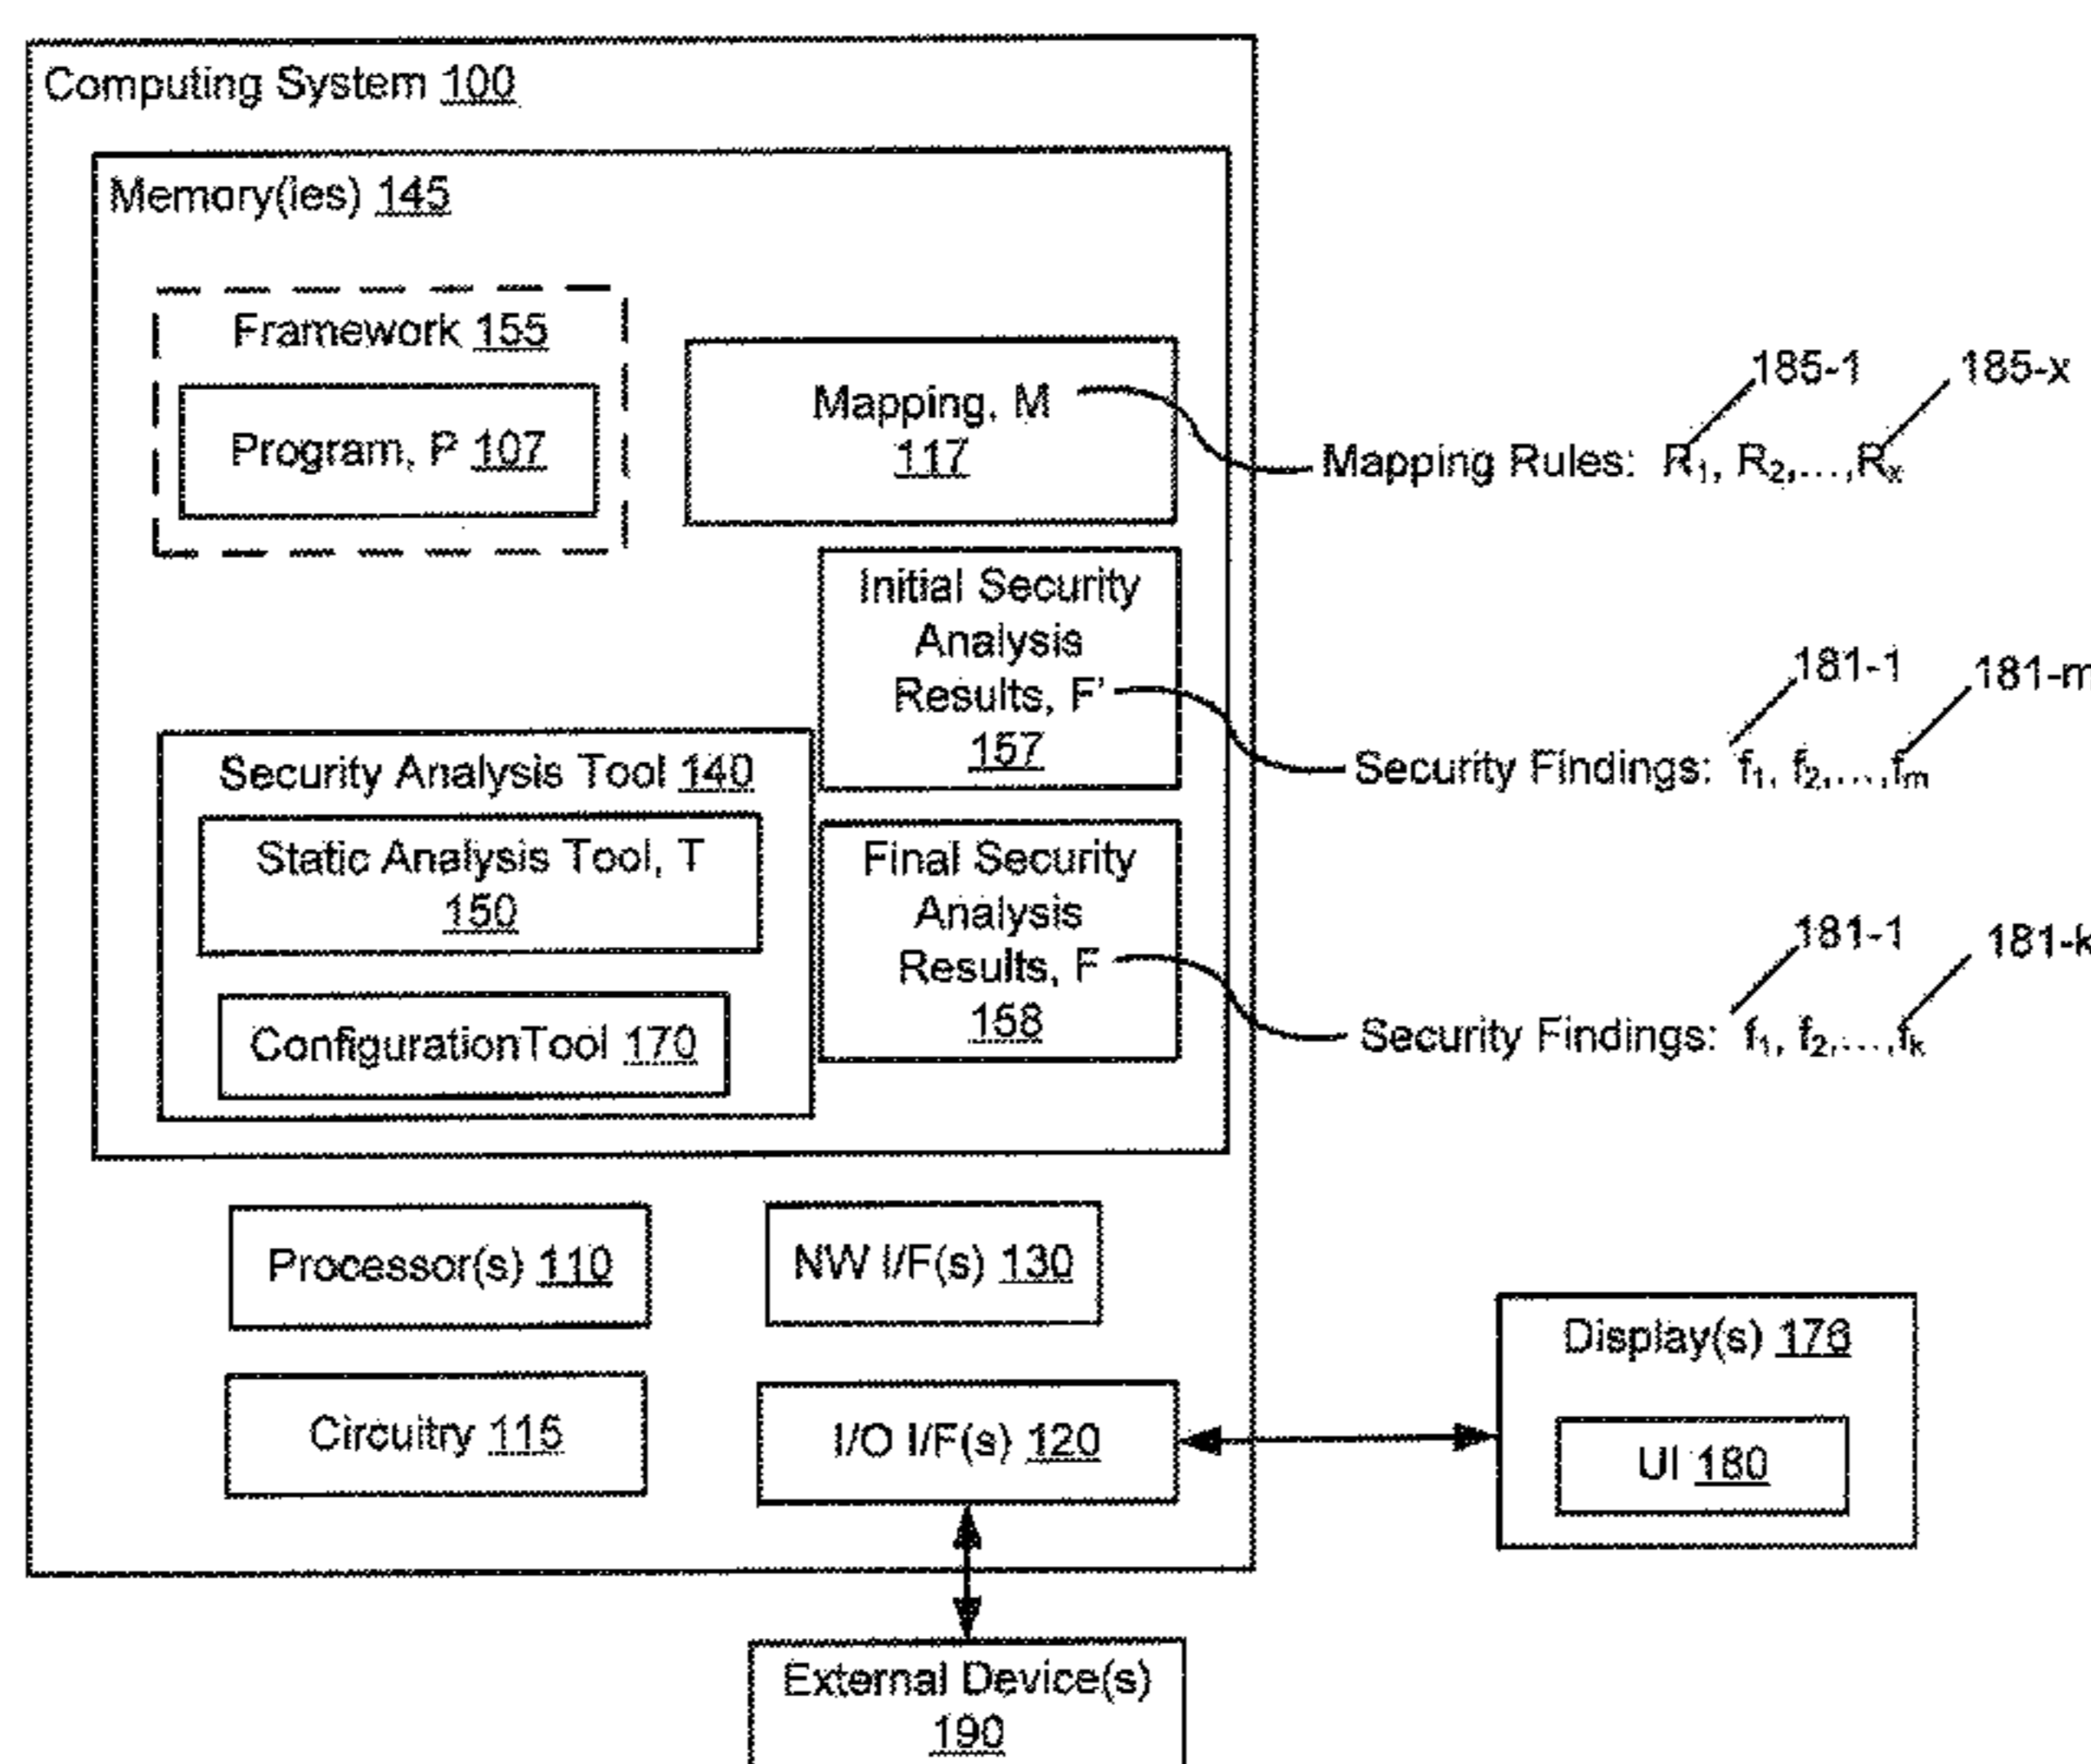 Computing System 100
Memory(ies) 145
Framework 155
Program, P 107
Mapping, M
117
185-1
185-x
Mapping Rules: R1, R2,...,Rx
Initial Security
Analysis
Results, F'
157
181-1
181-m
Security Findings: f1, f2,...,fm
Security Analysis Tool 140
Static Analysis Tool, T
150
ConfigurationTool 170
Final Security
Analysis
Results, F
158
181-1
181-k
Security Findings: f1, f2,...,fk
Processor(s) 110
NW I/F(s) 130
Circuitry 115
I/O I/F(s) 120
Display(s) 176
UI 180
External Device(s)
190